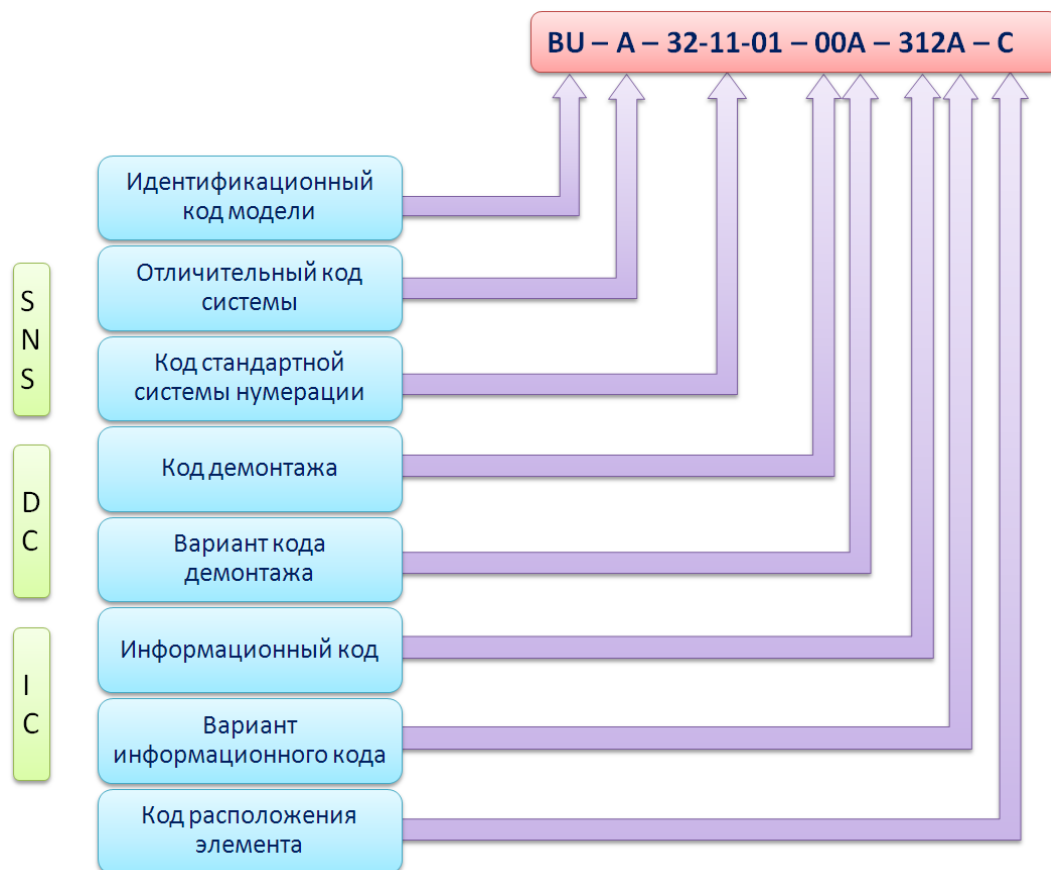 BU – A – 32-11-01 – 00A – 312A – C
Идентификационный
код модели
Отличительный код
системы
Код стандартной
системы нумерации
Код демонтажа
Вариант кода
демонтажа
Информационный код
Вариант
информационного кода
Код расположения
элемента
S
N
S
D
C
I
C